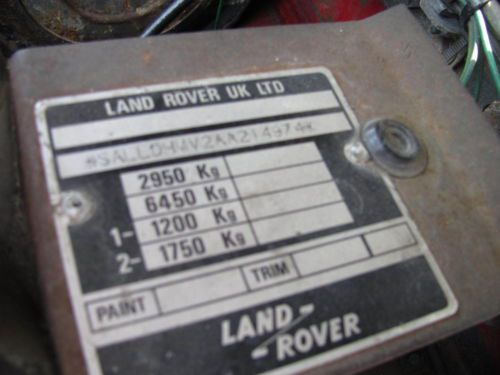 LAND ROVER UK LTD
2950 Kg
6450 Kg
1- 1200 Kg
2- 1750 Kg
PAINT TRIM
LAND-
-ROVER